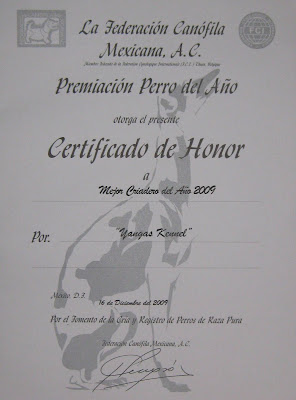 La Federación Canófila
Mexicana, A.C.
Premiación Perro del Año
otorga el presente
Certificado de Honor
a
Mejor Criadero del Año 2009
Por. "Yangas Kennel"
México D.F.
16 de Diciembre del 2009
Por el Fomento de la Cría y Registro de Perros de Raza Pura
Federación Canófila Mexicana, A.C.